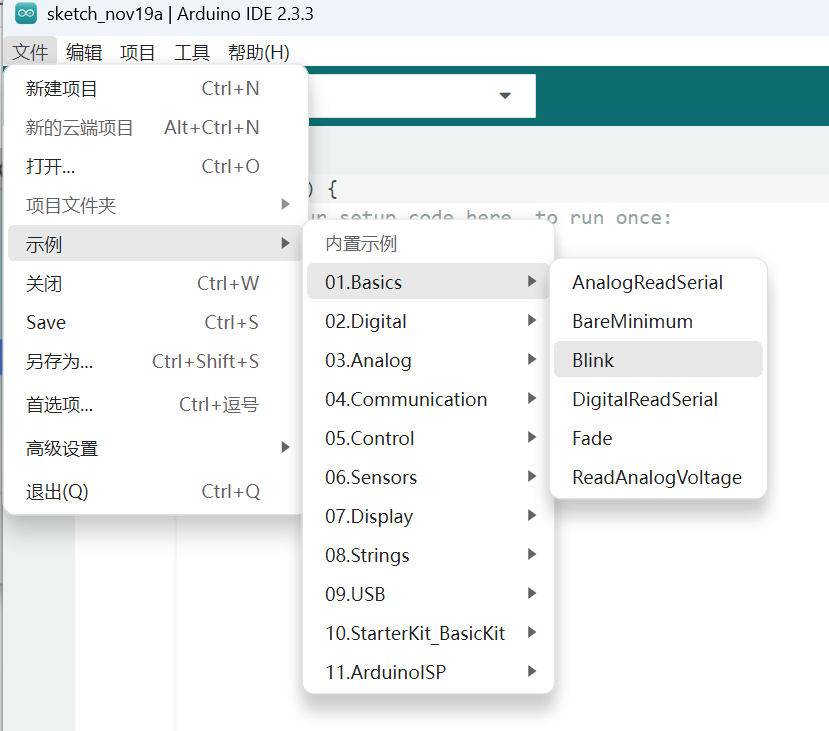 sketch_nov19a | Arduino IDE 2.3.3
文件 编辑 项目 工具 帮助(H)
新建项目 Ctrl+N
新的云端项目 Alt+Ctrl+N
打开... Ctrl+O
项目文件夹
示例
关闭 Ctrl+W
Save Ctrl+S
另存为... Ctrl+Shift+S
首选项... Ctrl+逗号
高级设置
退出(Q) Ctrl+Q
) {
setup code here, to run once:
内置示例
01.Basics
02.Digital
03.Analog
04.Communication
05.Control
06.Sensors
07.Display
08.Strings
09.USB
10.StarterKit_BasicKit
11.ArduinoISP
AnalogReadSerial
BareMinimum
Blink
DigitalReadSerial
Fade
ReadAnalogVoltage